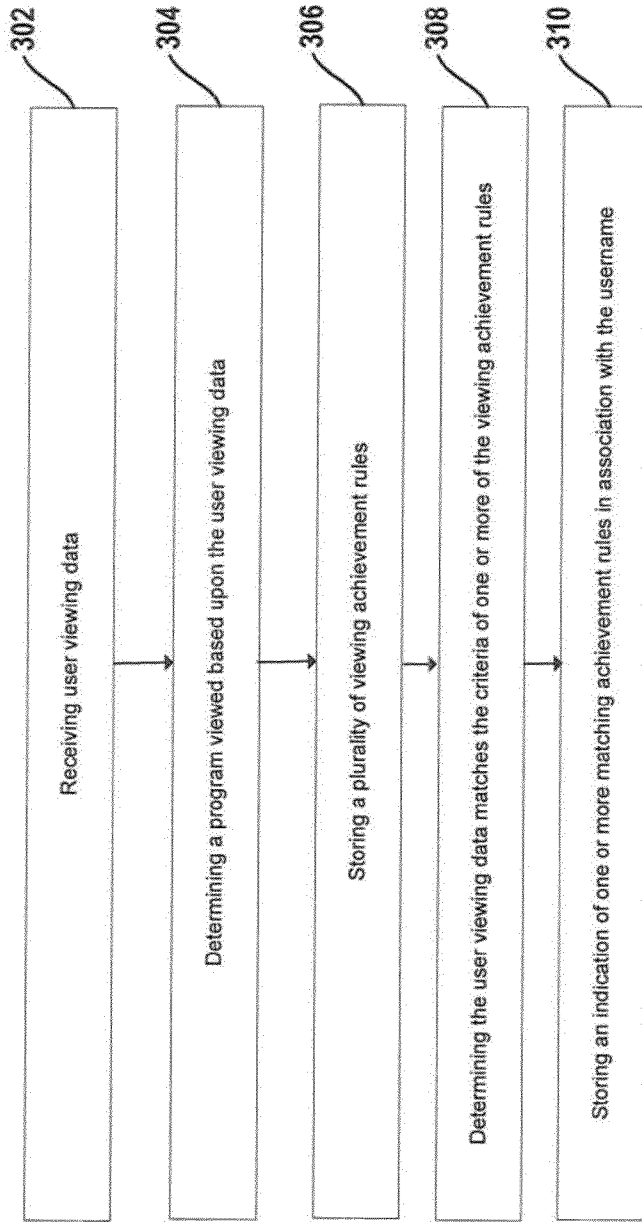 302
Receiving user viewing data
304
Determining a program viewed based upon the user viewing data
306
Storing a plurality of viewing achievement rules
308
Determining the user viewing data matches the criteria of one or more of the viewing achievement rules
310
Storing an indication of one or more matching achievement rules in association with the username